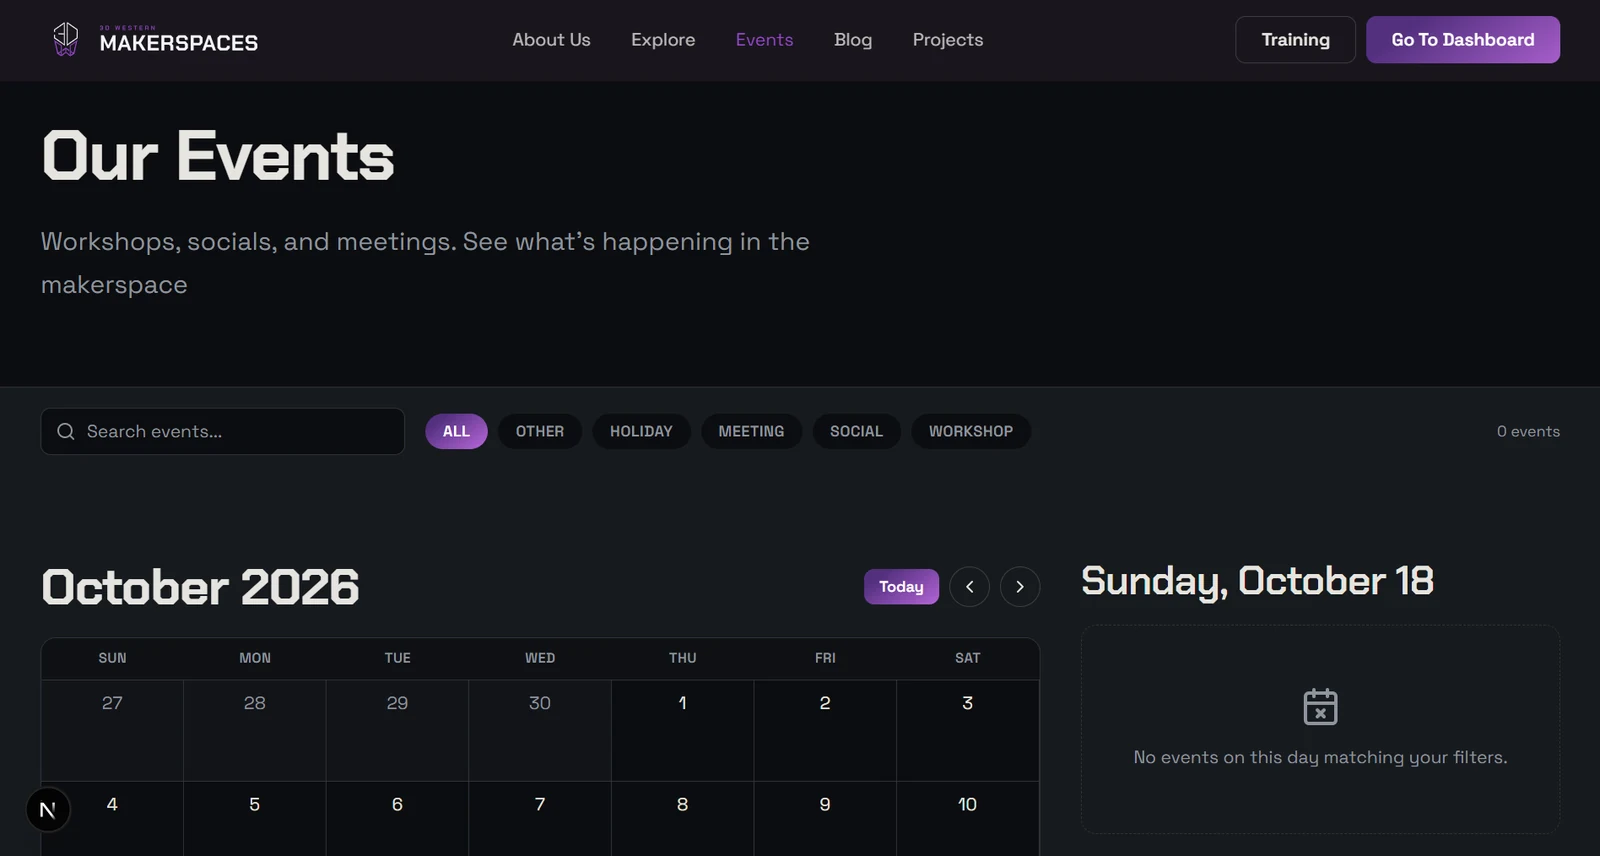 3D WESTERN
MAKERSPACES
About Us
Explore
Events
Blog
Projects
Training
Go To Dashboard
Our Events
Workshops, socials, and meetings. See what's happening in the
makerspace
Search events...
ALL
OTHER
HOLIDAY
MEETING
SOCIAL
WORKSHOP
0 events
October 2026
Today
SUN MON TUE WED THU FRI SAT
27 28 29 30 1 2 3
4 5 6 7 8 9 10
N
Sunday, October 18
No events on this day matching your filters.